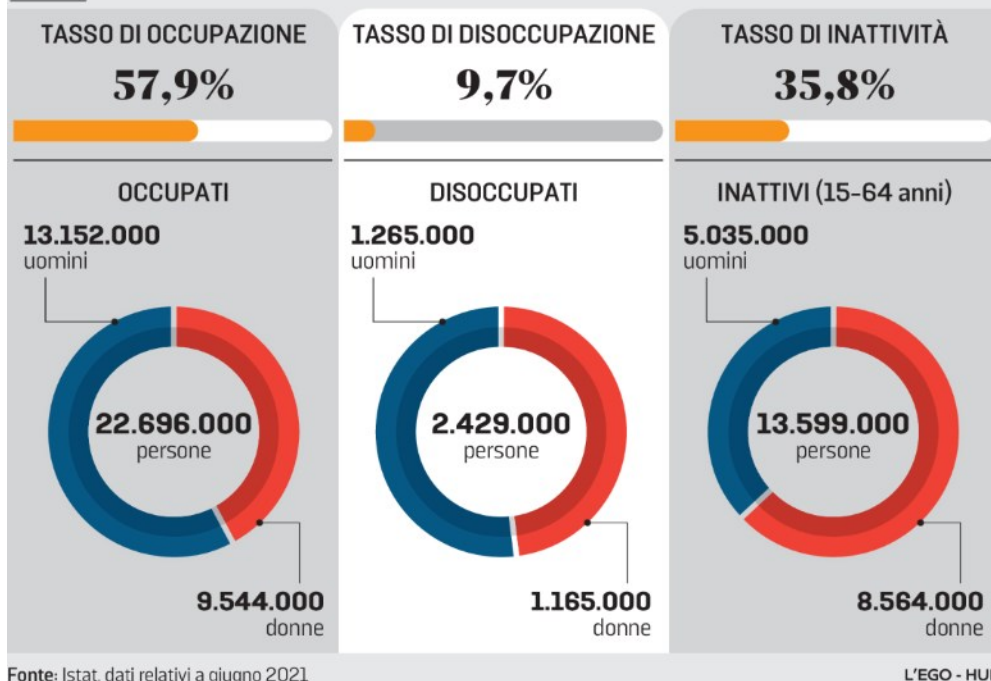 TASSO DI OCCUPAZIONE
57,9%
OCCUPATI
13.152.000
uomini
22.696.000
persone
9.544.000
donne
TASSO DI DISOCCUPAZIONE
9,7%
DISOCCUPATI
1.265.000
uomini
2.429.000
persone
1.165.000
donne
TASSO DI INATTIVITÀ
35,8%
INATTIVI (15-64 anni)
5.035.000
uomini
13.599.000
persone
8.564.000
donne
Fonte: Istat, dati relativi a giugno 2021
L'EGO - HUB